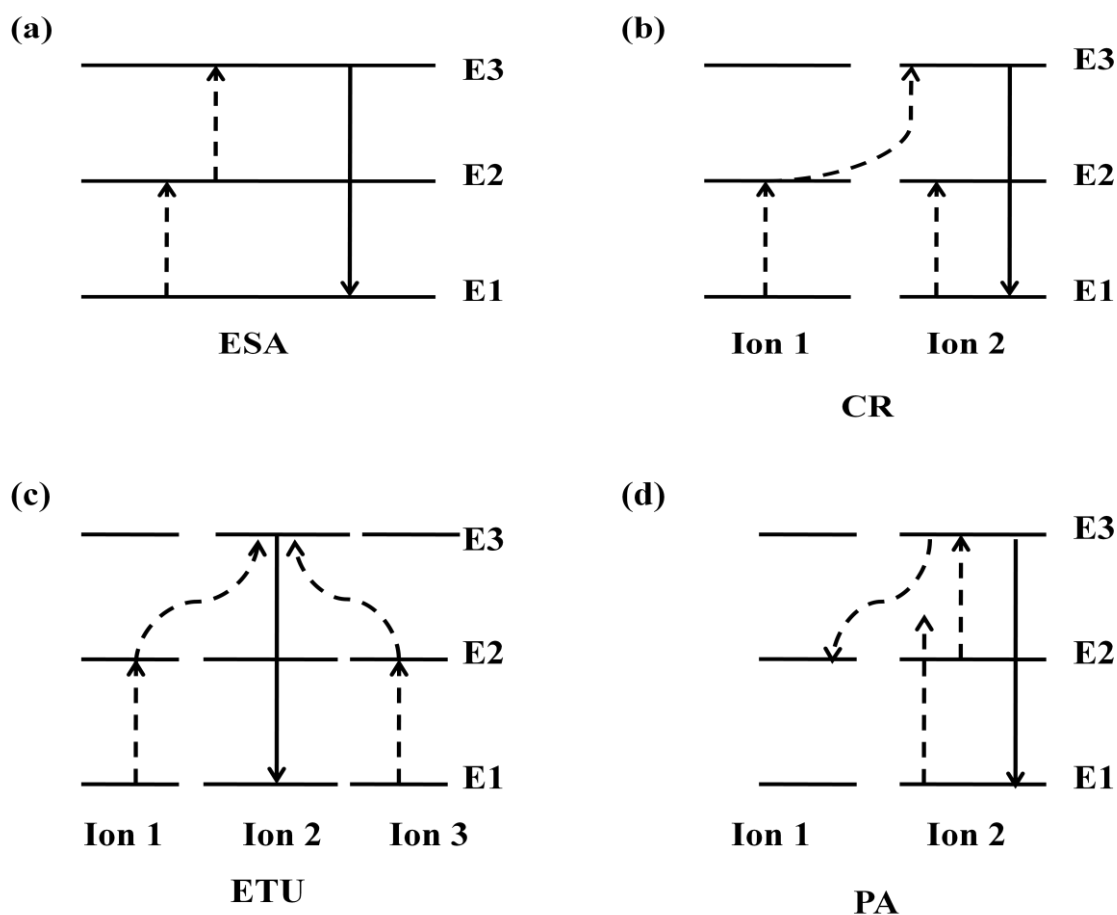 (a)
E3
E2
E1
ESA
(b)
E3
E2
E1
Ion 1 Ion 2
CR
(c)
E3
E2
E1
Ion 1 Ion 2 Ion 3
ETU
(d)
E3
E2
E1
Ion 1 Ion 2
PA